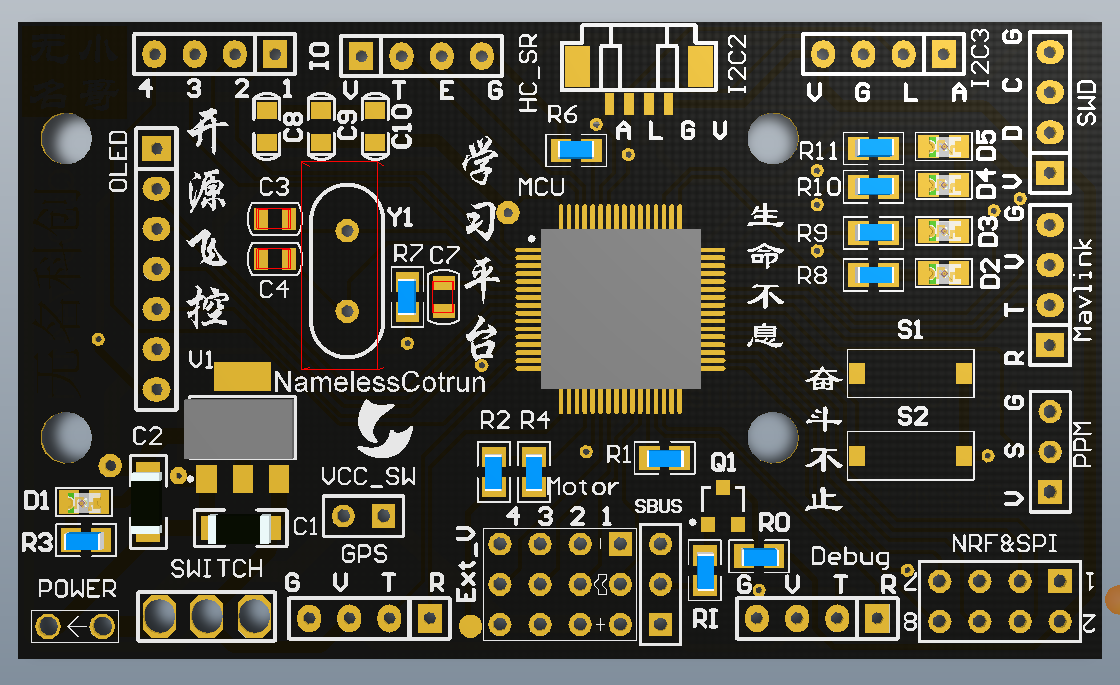 4 3 2 1
IO
V T E G
HC_SR
I2C2
V G L A
I2C3
G C D V
SWD
OLED
C8
C9
C10
R6
A L G V
MCU
开源飞控
学习平台
C3
C4
Y1
R7
C7
R11
D5
R10
D4
R9
D3
R8
D2
生命不息
奋斗不止
G V T R
Mavlink
S1
S2
V1
NamelessCotrun
G S V
PPM
C2
VCC_SW
R2
R4
R1
Q1
Motor
4 3 2 1
SBUS
D1
R3
C1
SWITCH
GPS
Ext_V
R0
Debug
NRF&SPI
POWER
G V T R
RI
G V T R
7
1
8
2
- +